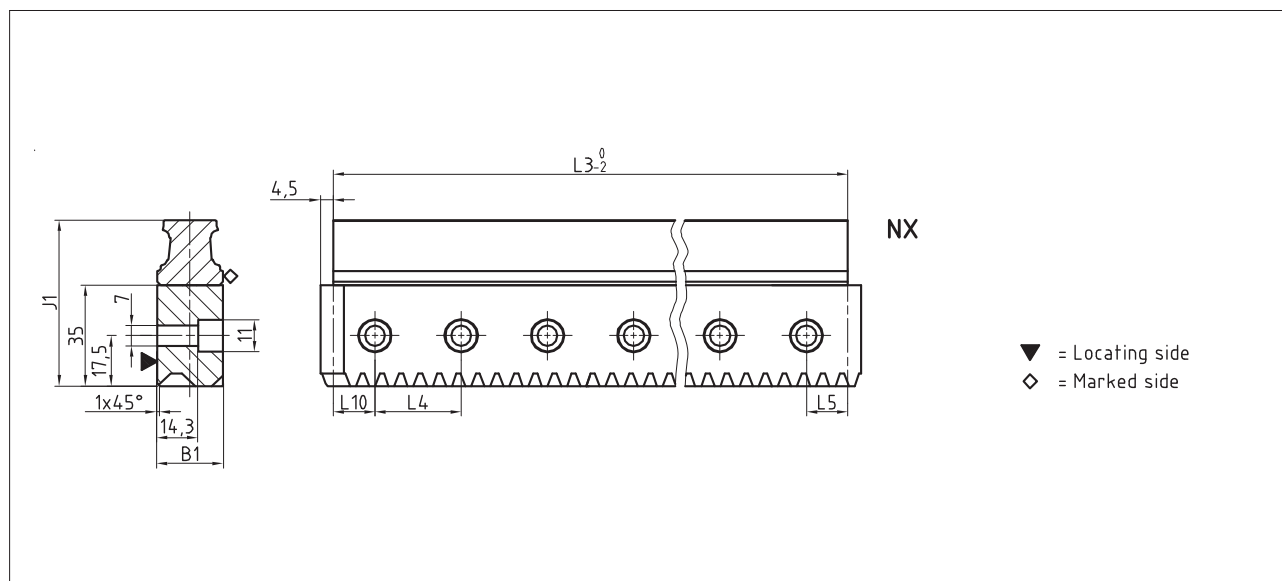 L3 0 -2
4,5
NX
J1
35
17,5
7
11
1x45°
14,3
B1
L10
L4
L5
▼ = Locating side
◇ = Marked side